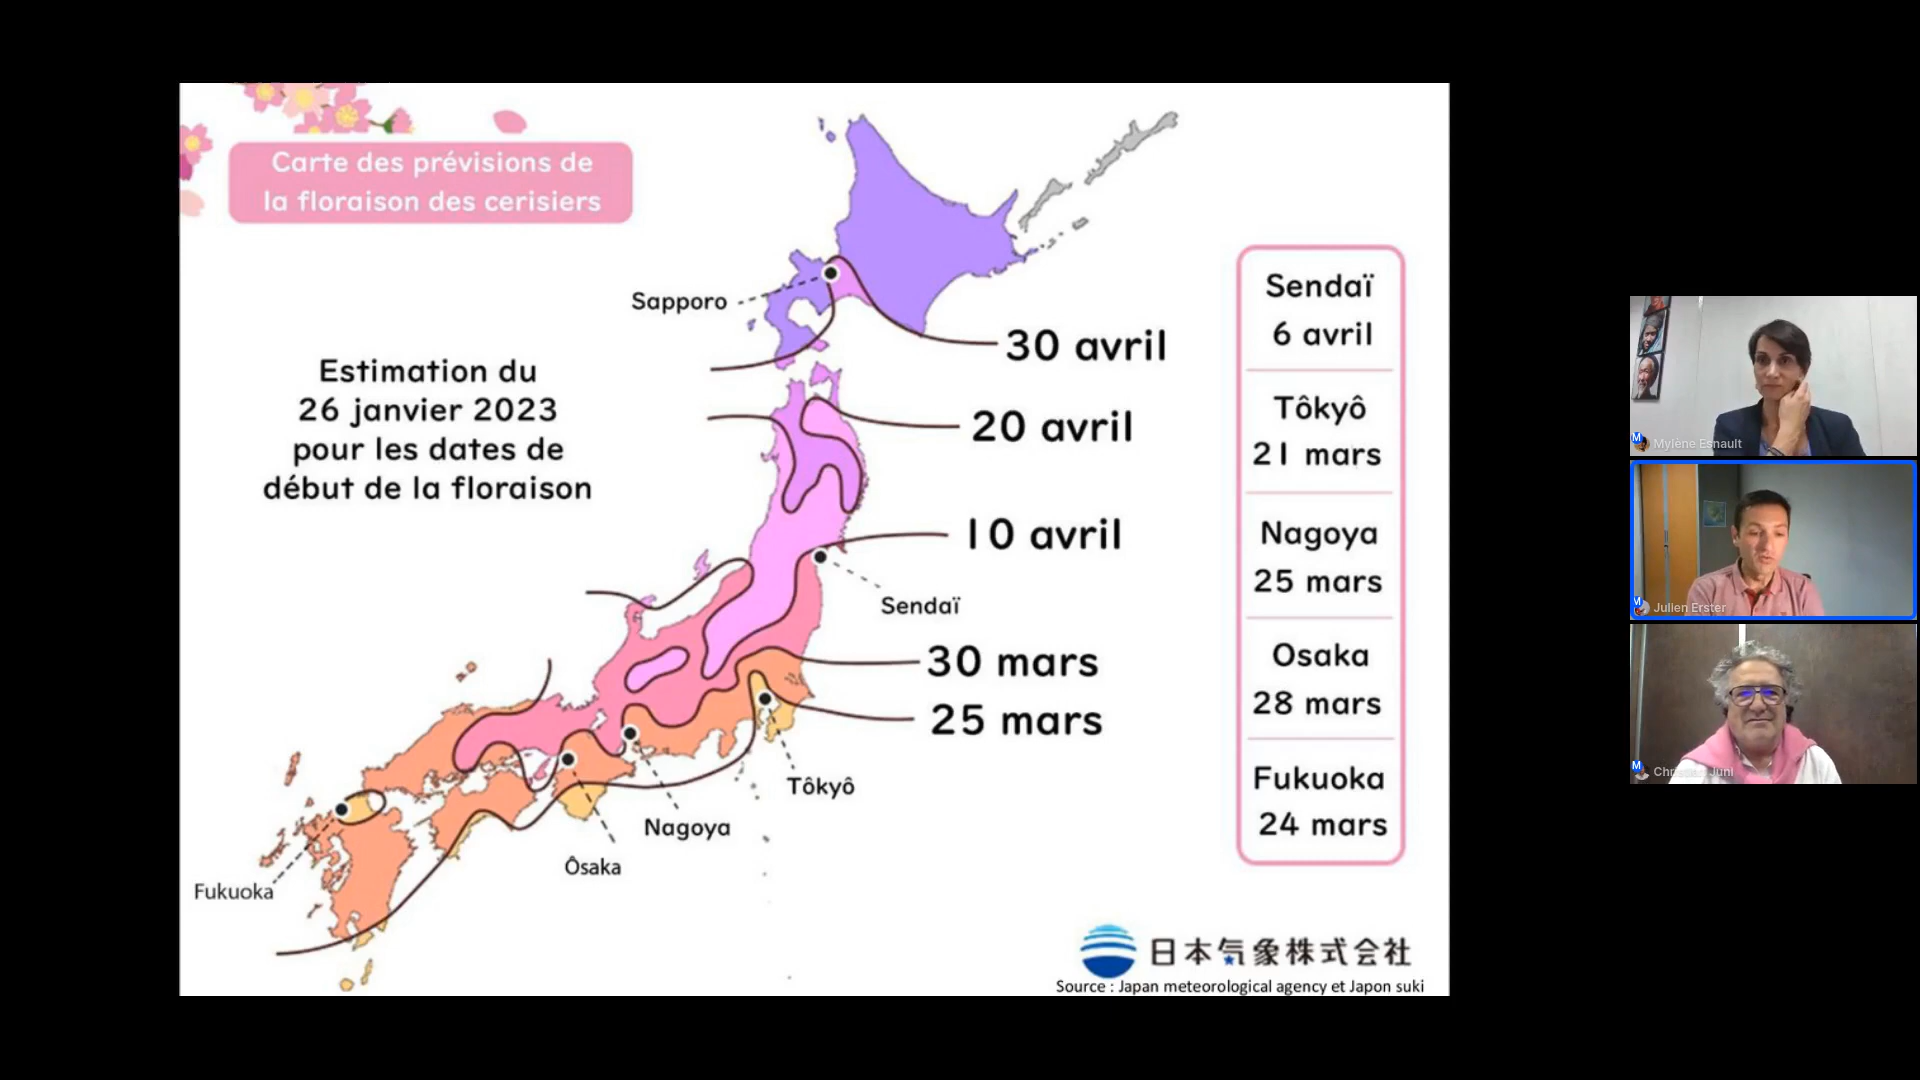 Carte des prévisions de
la floraison des cerisiers
Estimation du
26 janvier 2023
pour les dates de
début de la floraison
Sapporo
30 avril
20 avril
10 avril
Sendaï
30 mars
25 mars
Tôkyô
Nagoya
Ôsaka
Fukuoka
Sendaï
6 avril
Tôkyô
21 mars
Nagoya
25 mars
Osaka
28 mars
Fukuoka
24 mars
日本気象株式会社
Source : Japan meteorological agency et Japon suki
M
Mylène Esnault
M
Julien Erster
M
Juni